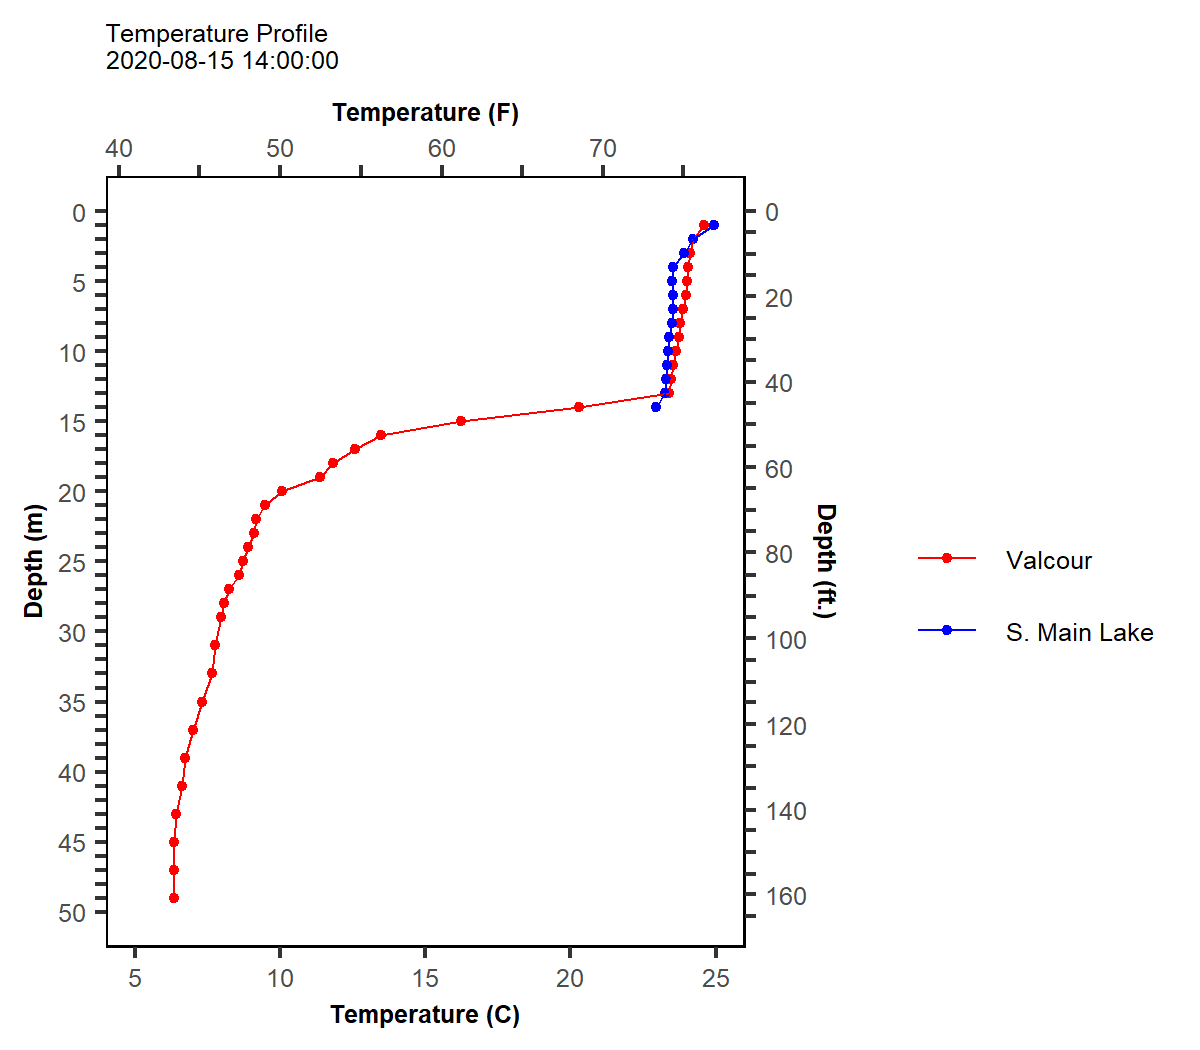 Temperature Profile
2020-08-15 14:00:00
Temperature (F)
40 50 60 70
0
5
10
15
20
25
30
35
40
45
50
Depth (m)
0
20
40
60
80
100
120
140
160
Depth (ft.)
Valcour
S. Main Lake
5 10 15 20 25
Temperature (C)